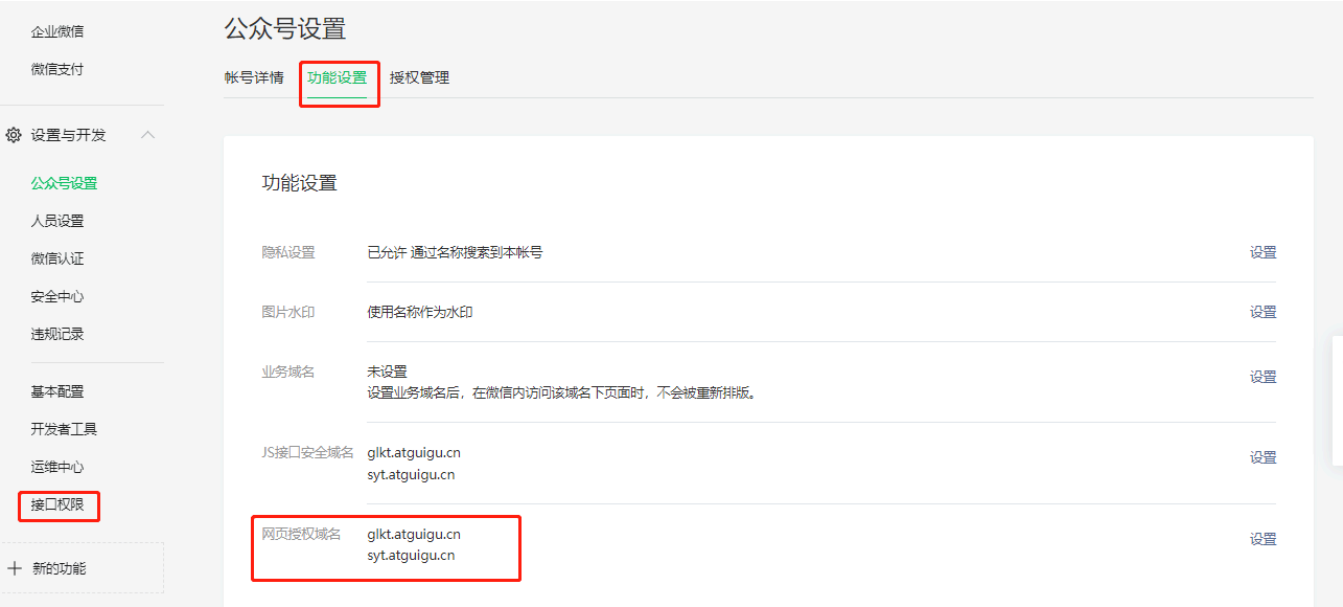 企业微信
微信支付
设置与开发
公众号设置
人员设置
微信认证
安全中心
违规记录
基本配置
开发者工具
运维中心
接口权限
新的功能
公众号设置
帐号详情 功能设置 授权管理
功能设置
隐私设置 已允许 通过名称搜索到本帐号 设置
图片水印 使用名称作为水印 设置
业务域名 未设置 设置
设置业务域名后，在微信内访问该域名下页面时，不会被重新排版。
JS接口安全域名 glkt.atguigu.cn 设置
syt.atguigu.cn
网页授权域名 glkt.atguigu.cn 设置
syt.atguigu.cn